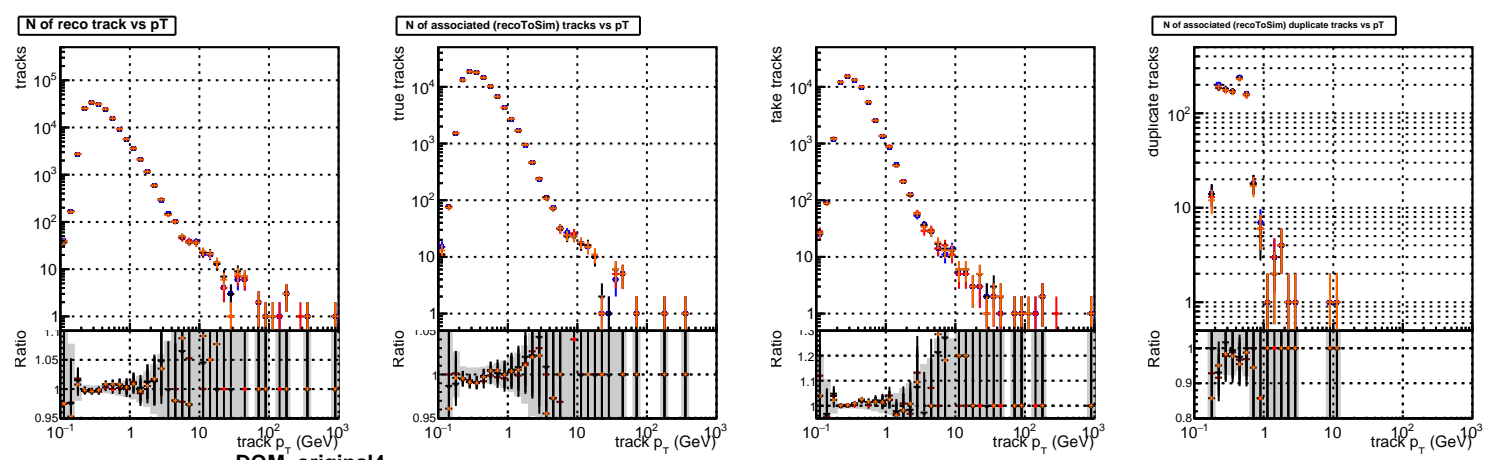 N of reco track vs pT
tracks
10^5
10^4
10^3
10^2
10
1
Ratio
1.1
1.05
1
0.95
10^-1 1 10 10^2 10^3
track p_T (GeV)
N of associated (recoToSim) tracks vs pT
true tracks
10^4
10^3
10^2
10
1
Ratio
1.05
1
0.95
10^-1 1 10 10^2 10^3
track p_T (GeV)
fake tracks
10^4
10^3
10^2
10
1
Ratio
1.3
1.2
1.1
1
10^-1 1 10 10^2 10^3
track p_T (GeV)
N of associated (recoToSim) duplicate tracks vs pT
duplicate tracks
10^2
10
1
Ratio
1
0.9
0.8
10^-1 1 10 10^2 10^3
track p_T (GeV)